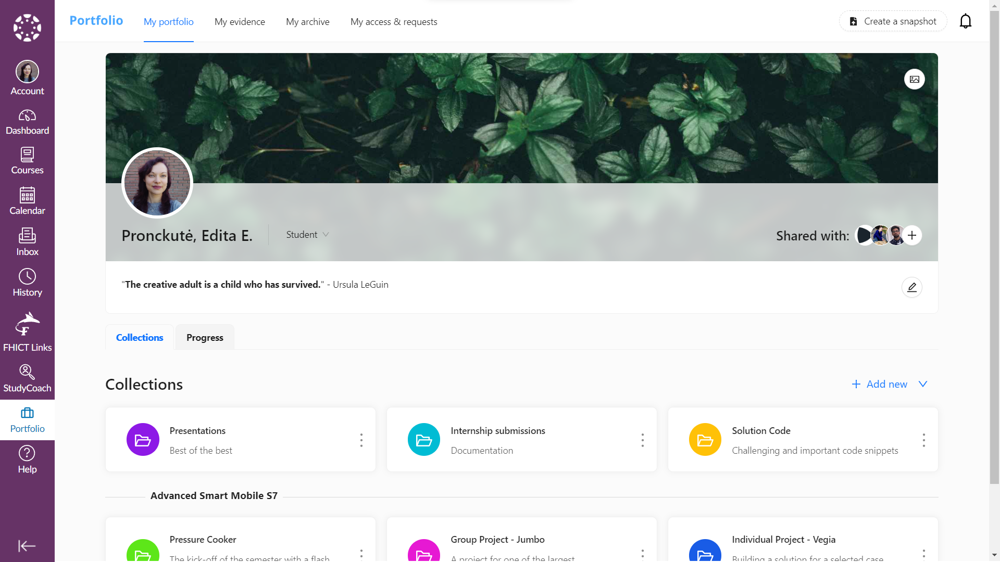 Portfolio
My portfolio
My evidence
My archive
My access & requests
Create a snapshot
Account
Dashboard
Courses
Calendar
Inbox
History
FHICT Links
StudyCoach
Portfolio
Help
Pronckutė, Edita E.
Student
Shared with:
"The creative adult is a child who has survived." - Ursula LeGuin
Collections
Progress
Collections
Add new
Presentations
Best of the best
Internship submissions
Documentation
Solution Code
Challenging and important code snippets
Advanced Smart Mobile S7
Pressure Cooker
The kick-off of the semester with a flash
Group Project - Jumbo
A project for one of the largest
Individual Project - Vegia
Building a solution for a selected case